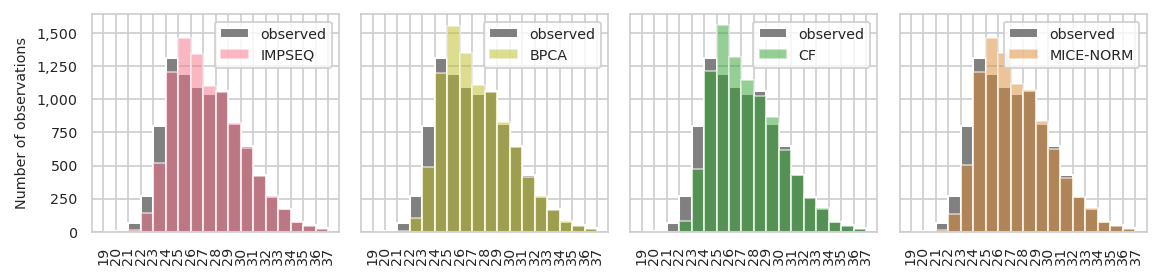 Number of observations
1,500
1,250
1,000
750
500
250
0
observed
IMPSEQ
observed
BPCA
observed
CF
observed
MICE-NORM
19 20 21 22 23 24 25 26 27 28 29 30 31 32 33 34 35 36 37
19 20 21 22 23 24 25 26 27 28 29 30 31 32 33 34 35 36 37
19 20 21 22 23 24 25 26 27 28 29 30 31 32 33 34 35 36 37
19 20 21 22 23 24 25 26 27 28 29 30 31 32 33 34 35 36 37